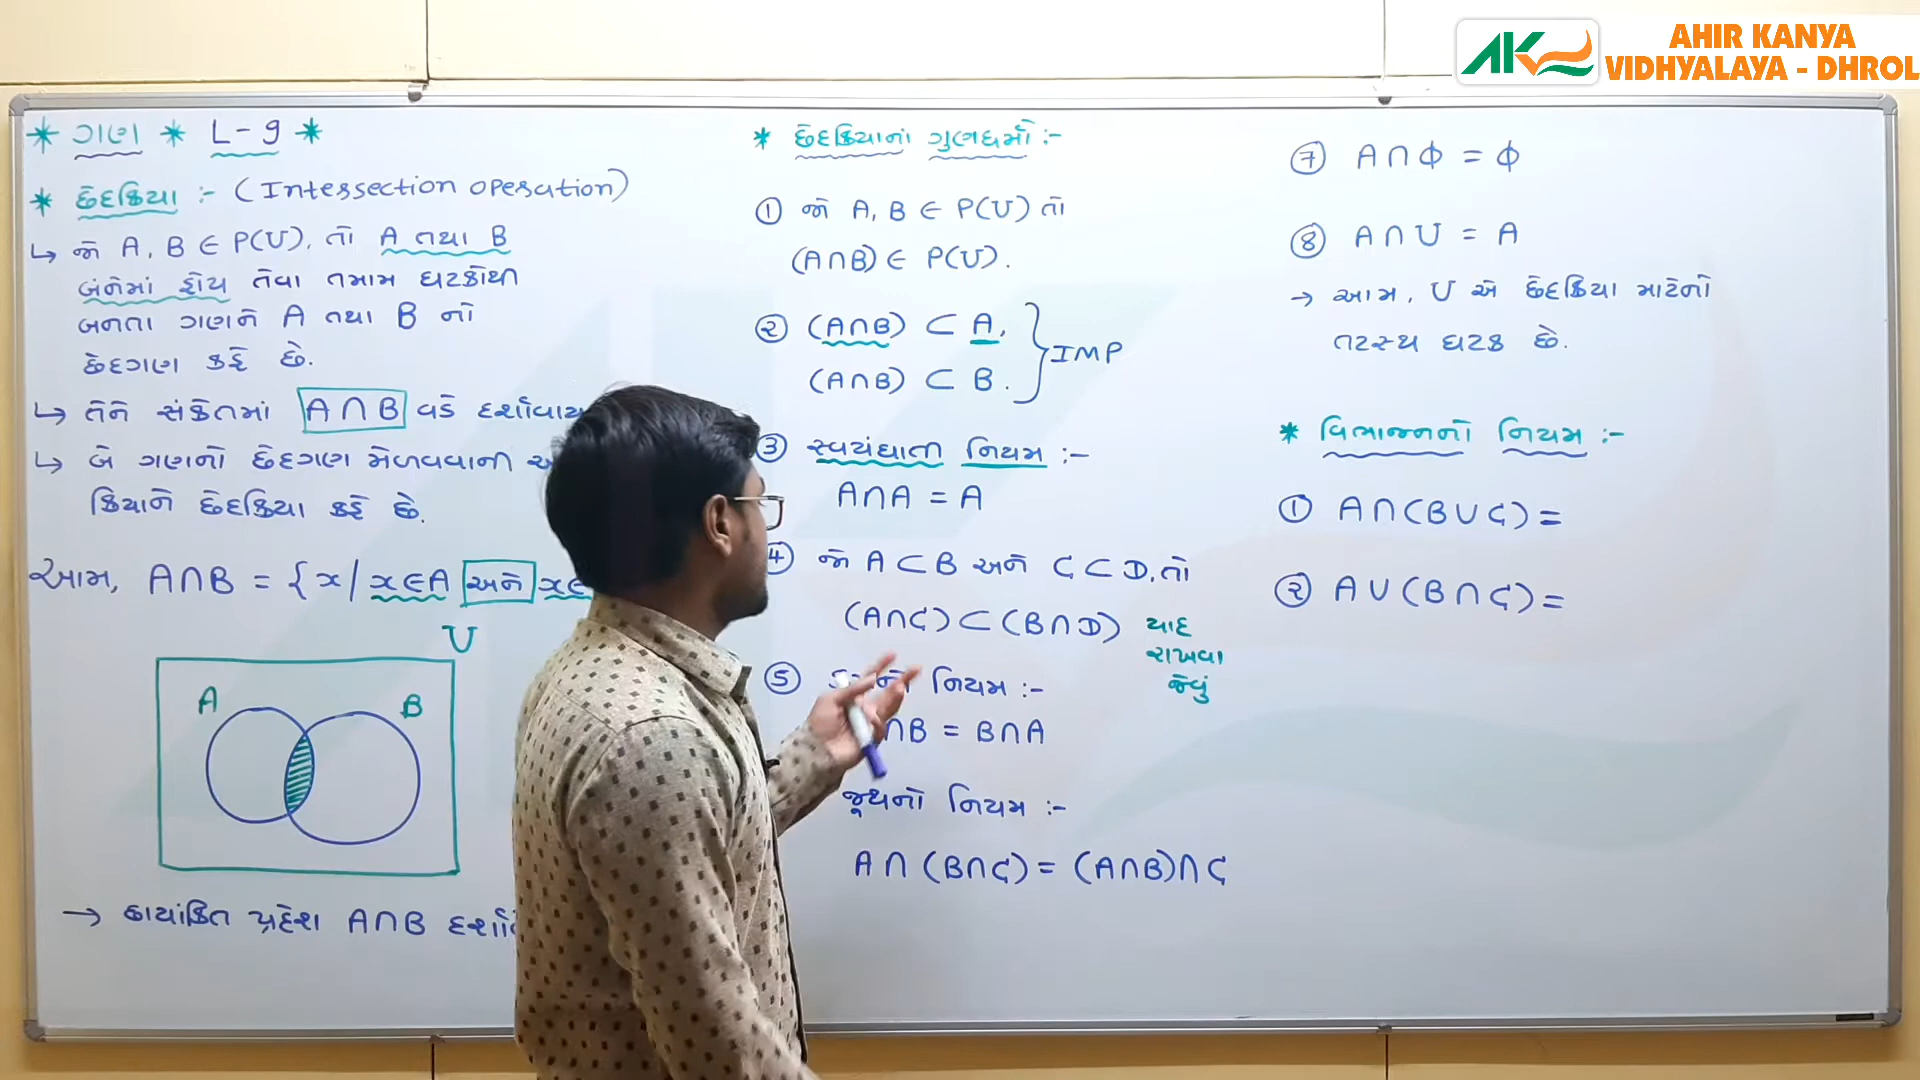 AHIR KANYA
VIDHYALAYA - DHROL
* ગણ * L-9 *
* છેદક્રિયા :- (Intersection operation)
↳ જો A, B ∈ P(U), તો A તથા B
બંનેમાં હોય તેવા તમામ ઘટકોથી
બનતા ગણને A તથા B નો
છેદગણ કહે છે.
↳ તેને સંકેતમાં A∩B વડે દર્શાવાય
↳ બે ગણનો છેદગણ મેળવવાની
ક્રિયાને છેદક્રિયા કહે છે.
આમ, A∩B = {x / x∈A અને x∈
U
A B
→ છાયાંકિત પ્રદેશ A∩B
* છેદક્રિયાનાં ગુણધર્મો :-
① જો A, B ∈ P(U) તો
(A∩B) ∈ P(U).
② (A∩B) ⊂ A,
(A∩B) ⊂ B. } IMP
③ સ્વયંઘાતી નિયમ :-
A∩A = A
④ જો A⊂B અને C⊂D, તો
(A∩C) ⊂ (B∩D)
યાદ
રાખવા
જેવું
⑤ નિયમ :-
∩B = B∩A
જૂથનો નિયમ :-
A∩(B∩C) = (A∩B)∩C
⑦ A∩Φ = Φ
⑧ A∩U = A
→ આમ, U એ છેદક્રિયા માટેનો
તટસ્થ ઘટક છે.
* વિભાજનનો નિયમ :-
① A∩(B∪C) =
② A∪(B∩C) =